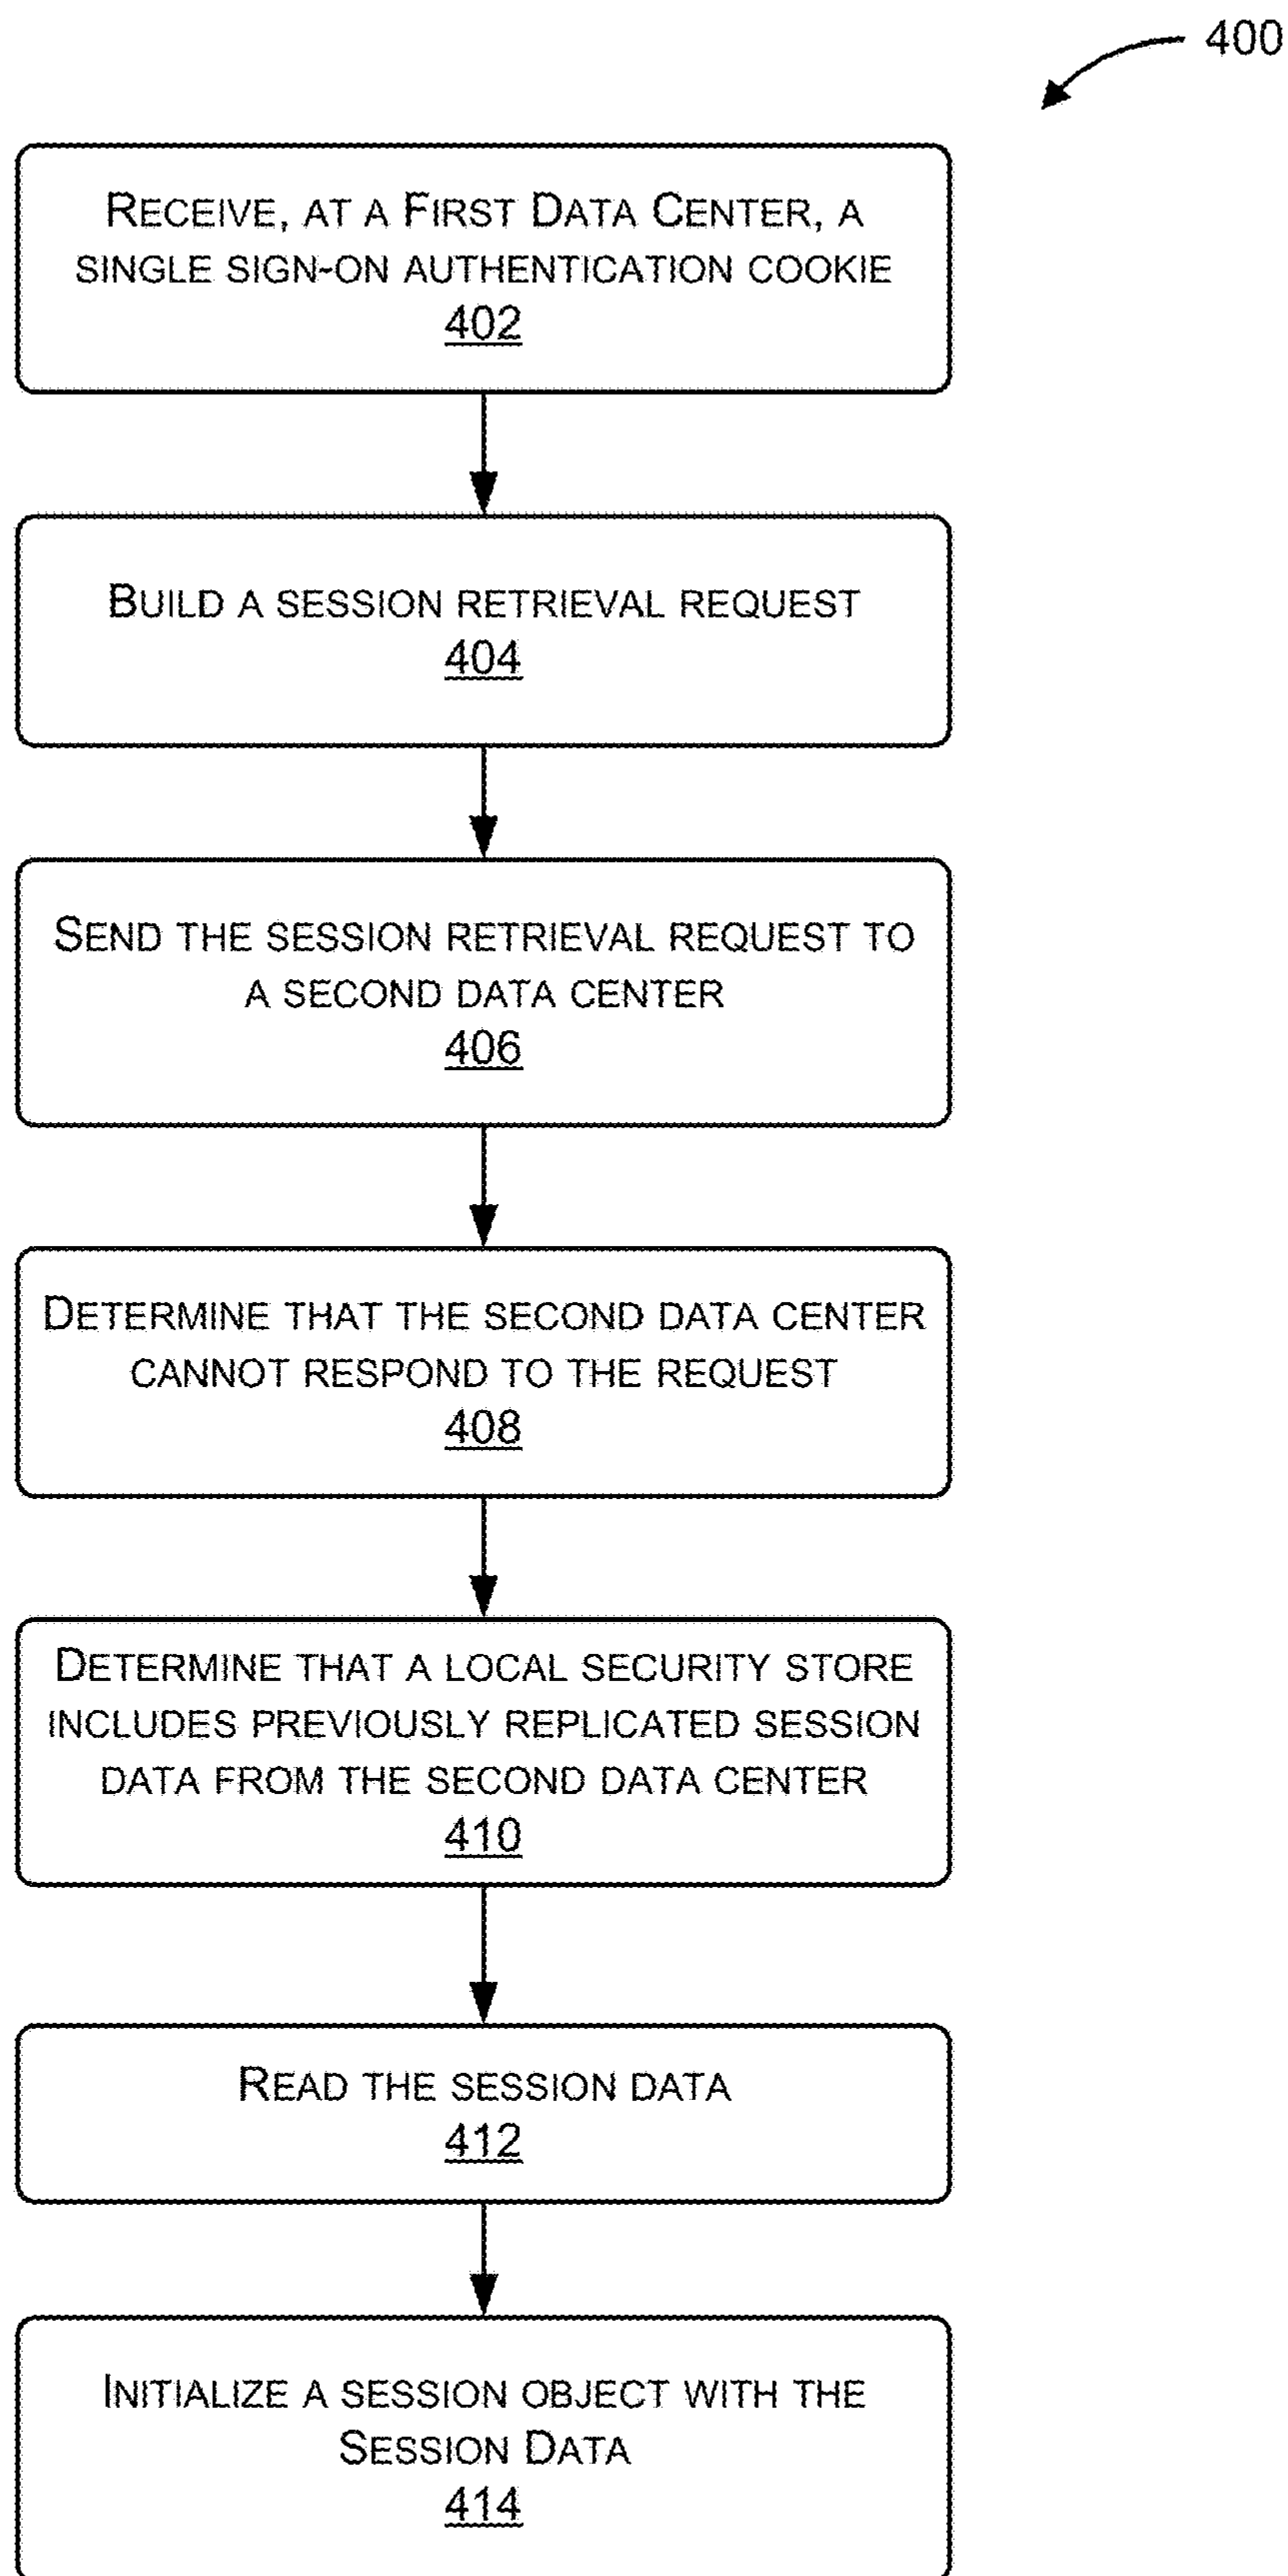 400
RECEIVE, AT A FIRST DATA CENTER, A
SINGLE SIGN-ON AUTHENTICATION COOKIE
402
BUILD A SESSION RETRIEVAL REQUEST
404
SEND THE SESSION RETRIEVAL REQUEST TO
A SECOND DATA CENTER
406
DETERMINE THAT THE SECOND DATA CENTER
CANNOT RESPOND TO THE REQUEST
408
DETERMINE THAT A LOCAL SECURITY STORE
INCLUDES PREVIOUSLY REPLICATED SESSION
DATA FROM THE SECOND DATA CENTER
410
READ THE SESSION DATA
412
INITIALIZE A SESSION OBJECT WITH THE
SESSION DATA
414